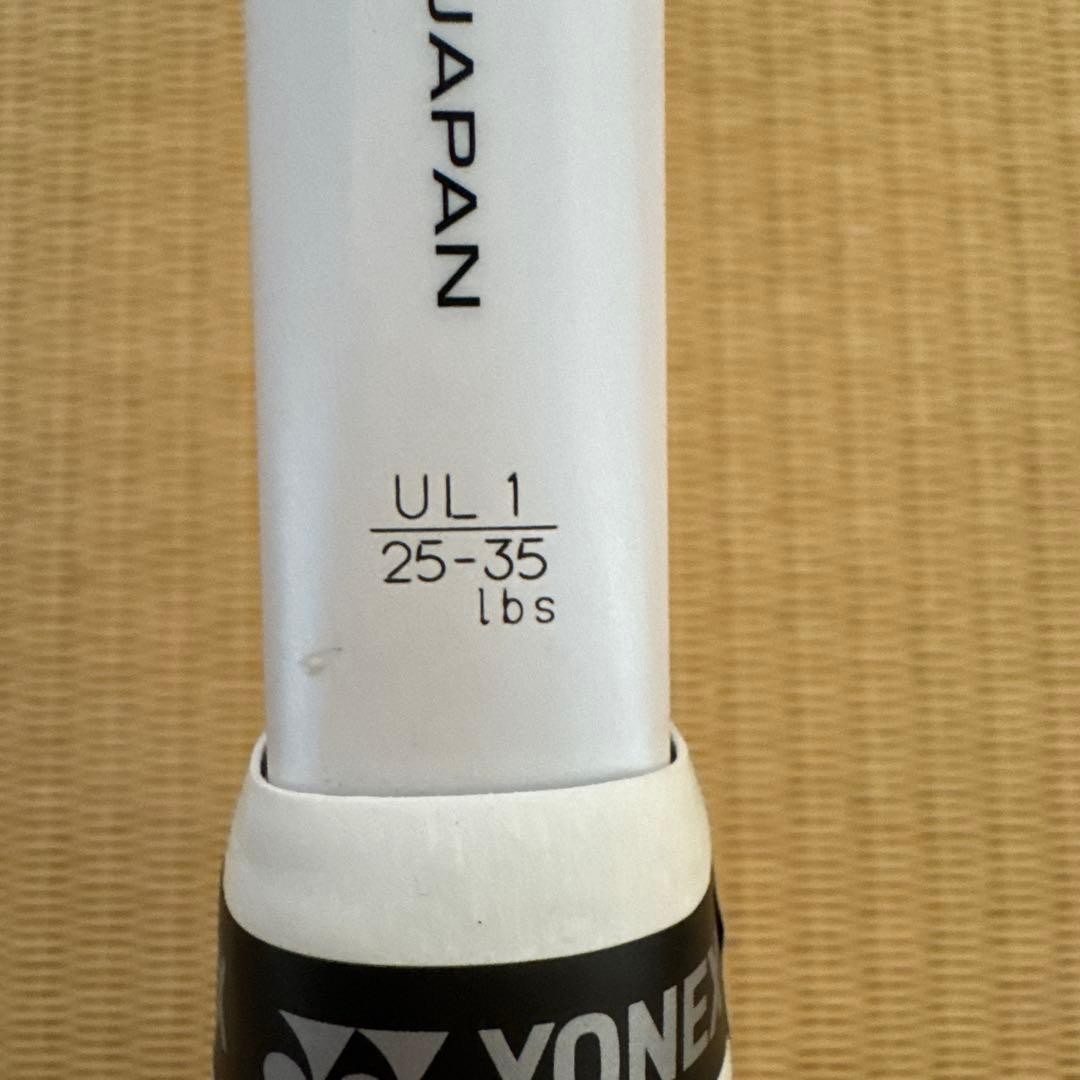 JAPAN
UL1
25-35
lbs
YONEX